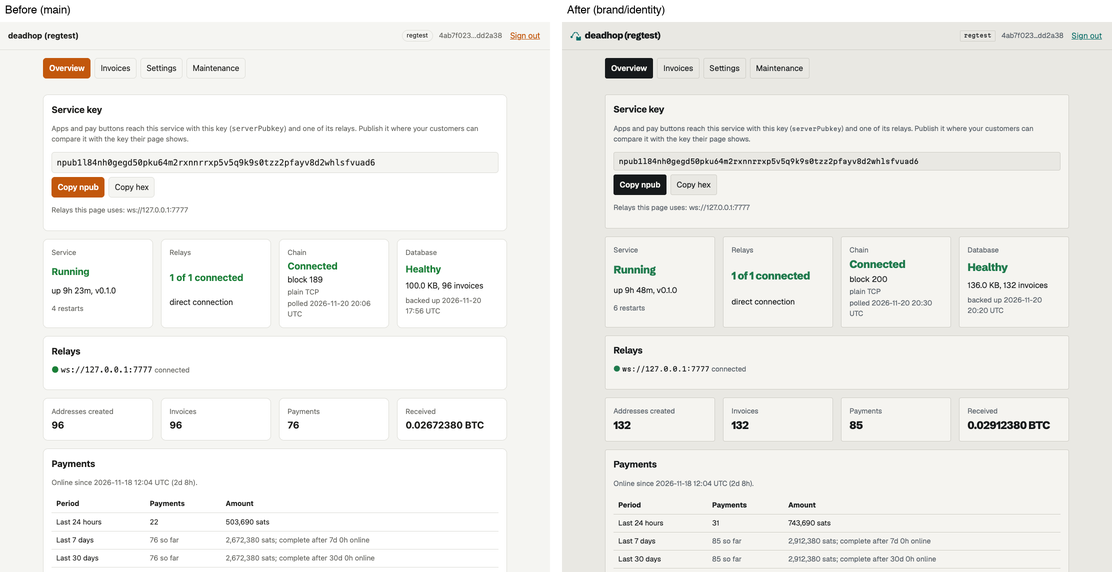 Before (main)
deadhop (regtest)
regtest 4ab7f023...dd2a38 Sign out
Overview Invoices Settings Maintenance
Service key
Apps and pay buttons reach this service with this key (serverPubkey) and one of its relays. Publish it where your customers can
compare it with the key their page shows.
npub1l84nh0gegd50pku64m2rxnnrrxp5v5q9k9s0tzz2pfayv8d2whlsfvuad6
Copy npub Copy hex
Relays this page uses: ws://127.0.0.1:7777
Service
Running
up 9h 23m, v0.1.0
4 restarts
Relays
1 of 1 connected
direct connection
Chain
Connected
block 189
plain TCP
polled 2026-11-20 20:06
UTC
Database
Healthy
100.0 KB, 96 invoices
backed up 2026-11-20
17:56 UTC
Relays
ws://127.0.0.1:7777 connected
Addresses created
96
Invoices
96
Payments
76
Received
0.02672380 BTC
Payments
Online since 2026-11-18 12:04 UTC (2d 8h).
Period Payments Amount
Last 24 hours 22 503,690 sats
Last 7 days 76 so far 2,672,380 sats; complete after 7d 0h online
Last 30 days 76 so far 2,672,380 sats; complete after 30d 0h online
After (brand/identity)
deadhop (regtest)
regtest 4ab7f023...dd2a38 Sign out
Overview Invoices Settings Maintenance
Service key
Apps and pay buttons reach this service with this key (serverPubkey) and one of its relays. Publish it where your customers can
compare it with the key their page shows.
npub1l84nh0gegd50pku64m2rxnnrrxp5v5q9k9s0tzz2pfayv8d2whlsfvuad6
Copy npub Copy hex
Relays this page uses: ws://127.0.0.1:7777
Service
Running
up 9h 48m, v0.1.0
6 restarts
Relays
1 of 1 connected
direct connection
Chain
Connected
block 200
plain TCP
polled 2026-11-20 20:30
UTC
Database
Healthy
136.0 KB, 132 invoices
backed up 2026-11-20
20:20 UTC
Relays
ws://127.0.0.1:7777 connected
Addresses created
132
Invoices
132
Payments
85
Received
0.02912380 BTC
Payments
Online since 2026-11-18 12:04 UTC (2d 8h).
Period Payments Amount
Last 24 hours 31 743,690 sats
Last 7 days 85 so far 2,912,380 sats; complete after 7d 0h online
Last 30 days 85 so far 2,912,380 sats; complete after 30d 0h online